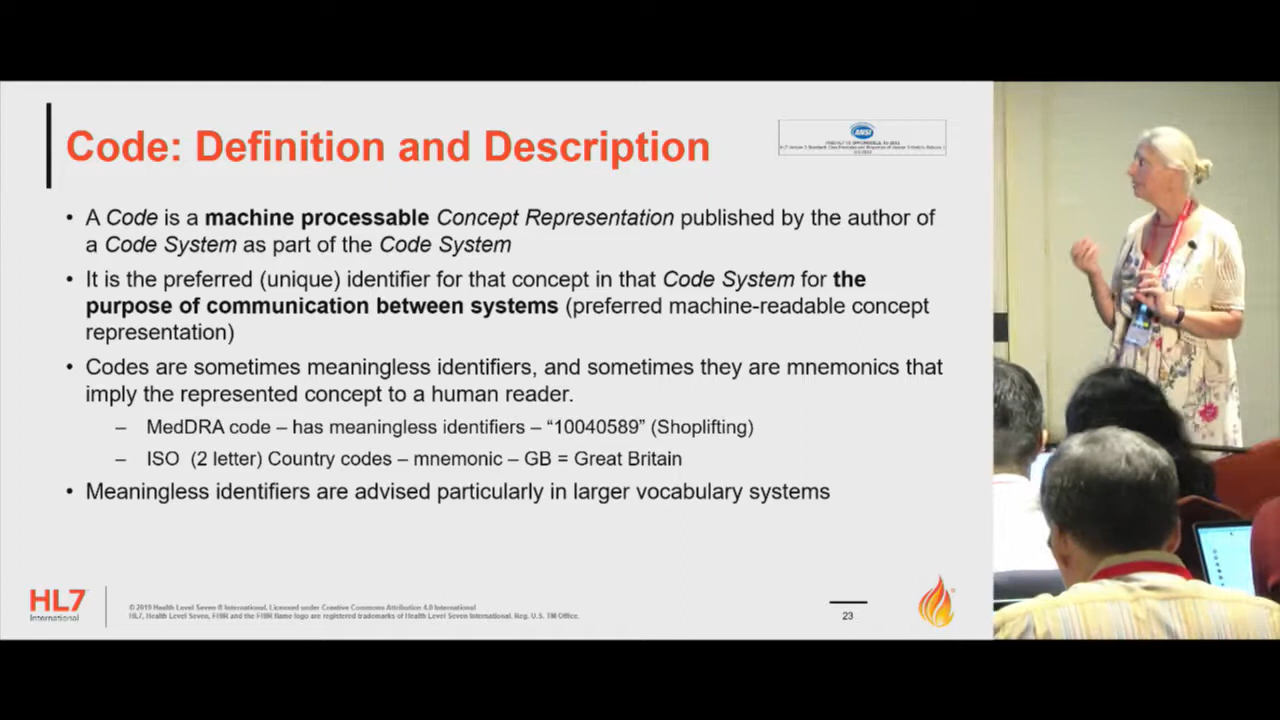 Code: Definition and Description
ANSI
• A Code is a machine processable Concept Representation published by the author of
a Code System as part of the Code System
• It is the preferred (unique) identifier for that concept in that Code System for the
purpose of communication between systems (preferred machine-readable concept
representation)
• Codes are sometimes meaningless identifiers, and sometimes they are mnemonics that
imply the represented concept to a human reader.
– MedDRA code – has meaningless identifiers – “10040589” (Shoplifting)
– ISO (2 letter) Country codes – mnemonic – GB = Great Britain
• Meaningless identifiers are advised particularly in larger vocabulary systems
HL7
International
© 2019 Health Level Seven ® International. Licensed under Creative Commons Attribution 4.0 International
HL7, Health Level Seven, FHIR and the FHIR flame logo are registered trademarks of Health Level Seven International. Reg. U.S. TM Office.
23